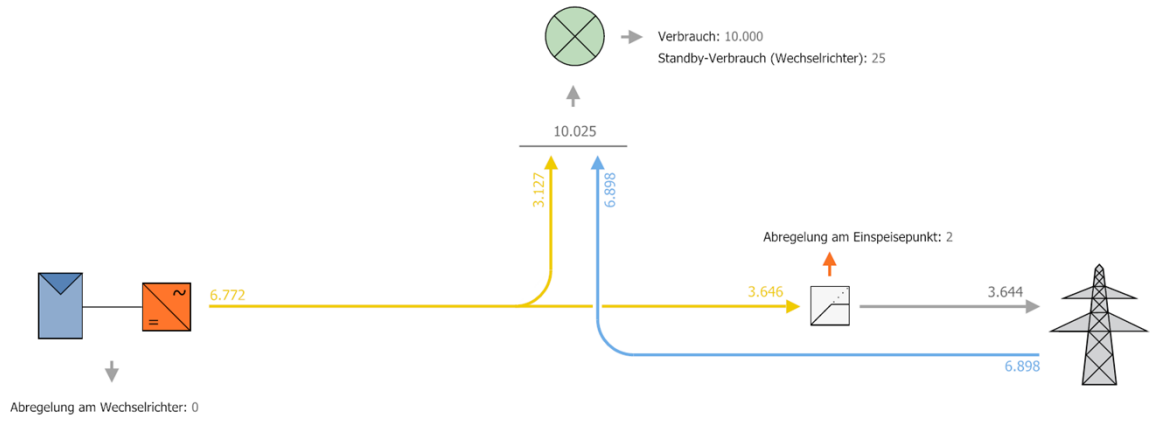 Verbrauch: 10.000
Standby-Verbrauch (Wechselrichter): 25
10.025
3.127
6.898
Abregelung am Einspeisepunkt: 2
6.772
3.646
3.644
6.898
Abregelung am Wechselrichter: 0